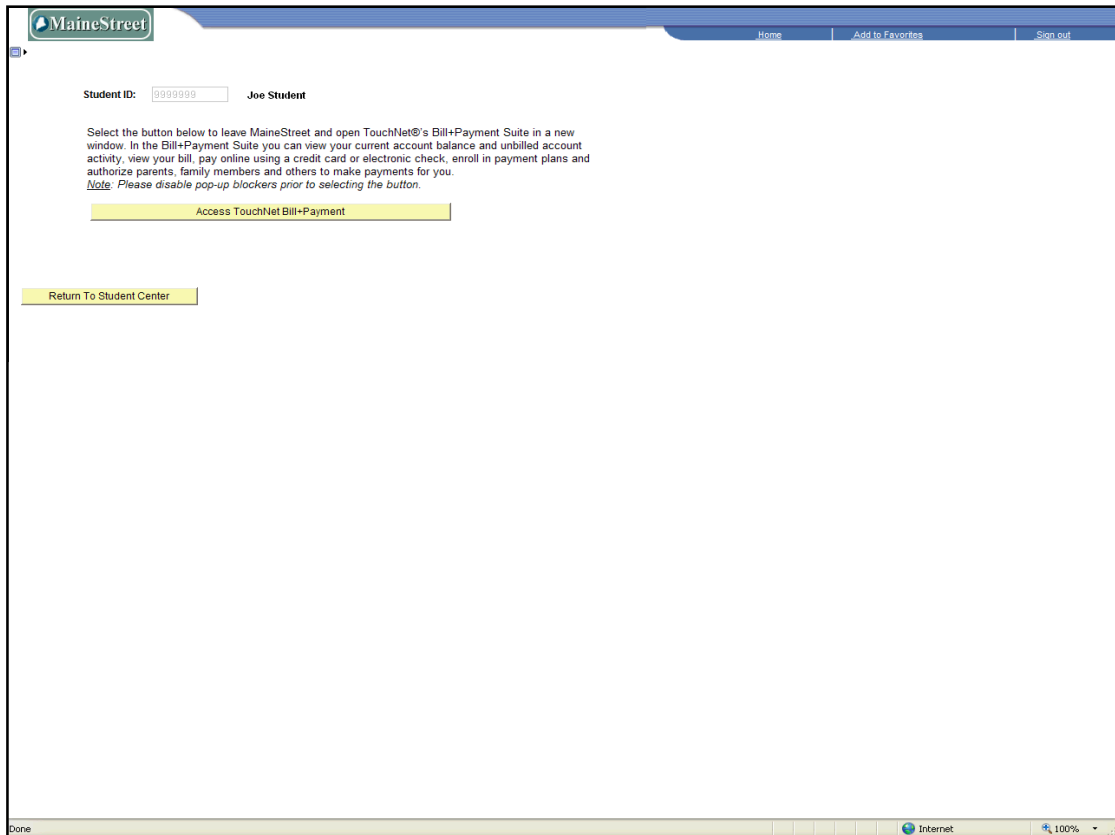 MaineStreet
Home Add to Favorites Sign out
Student ID: 9999999 Joe Student
Select the button below to leave MaineStreet and open TouchNet®'s Bill+Payment Suite in a new
window. In the Bill+Payment Suite you can view your current account balance and unbilled account
activity, view your bill, pay online using a credit card or electronic check, enroll in payment plans and
authorize parents, family members and others to make payments for you.
Note: Please disable pop-up blockers prior to selecting the button.
Access TouchNet Bill+Payment
Return To Student Center
Done Internet 100%